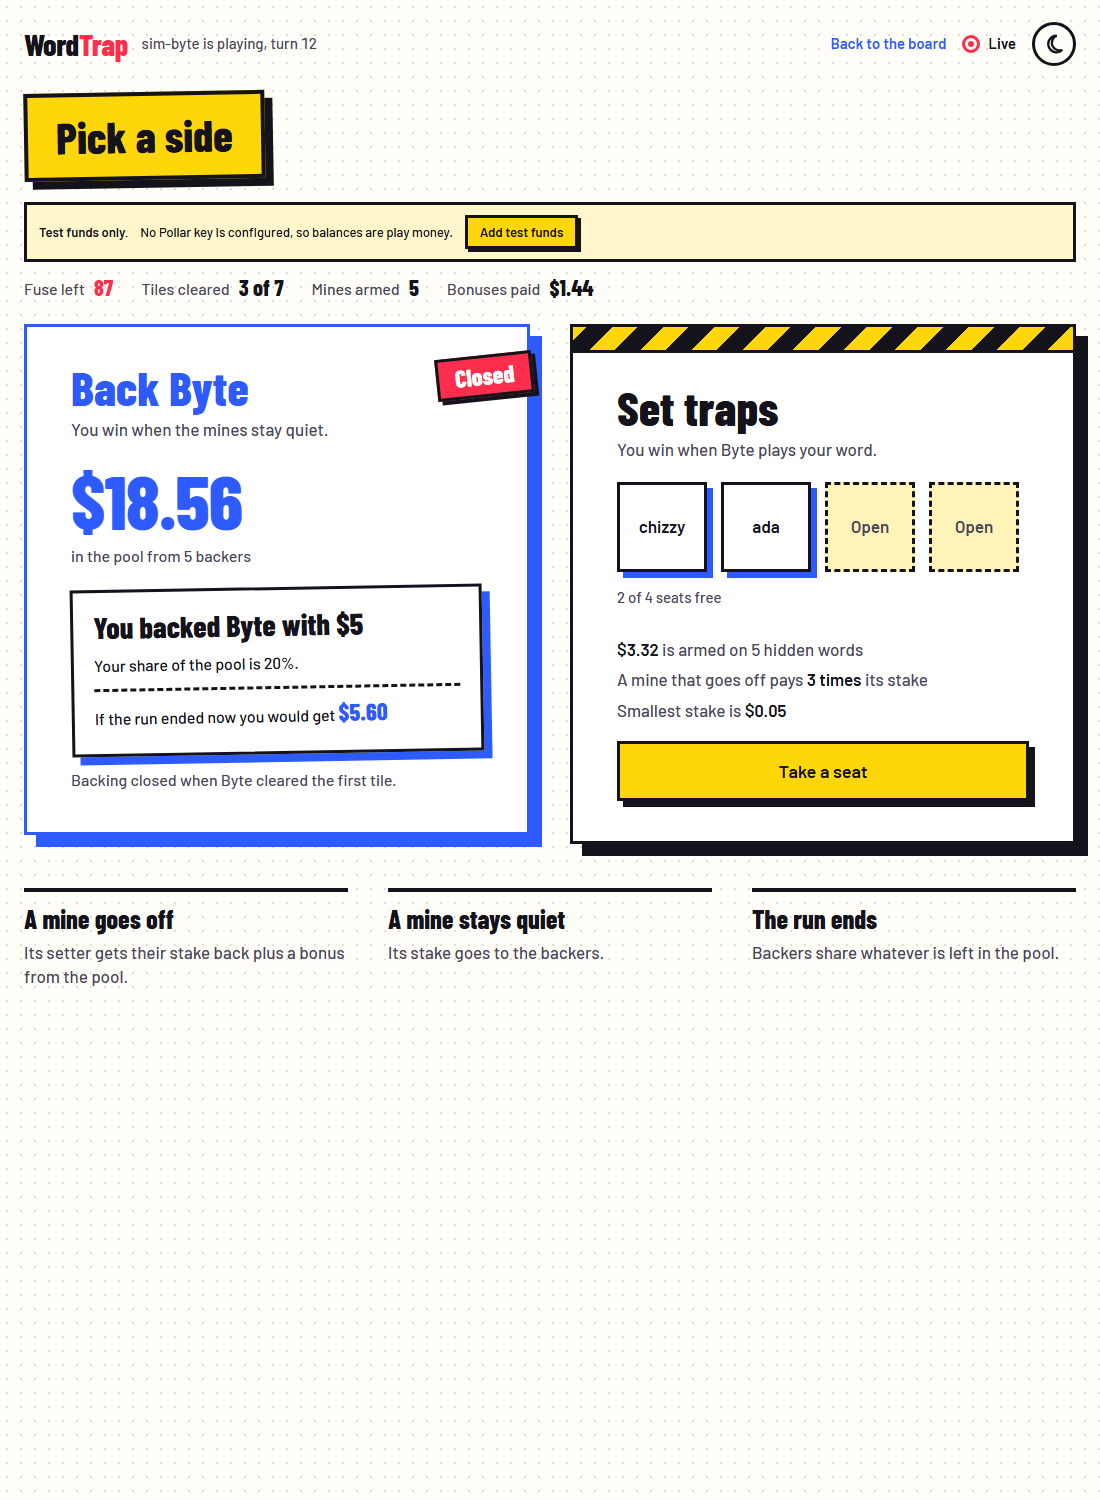 WordTrap sim-byte is playing, turn 12 Back to the board Live
Pick a side
Test funds only. No Pollar key is configured, so balances are play money. Add test funds
Fuse left 87 Tiles cleared 3 of 7 Mines armed 5 Bonuses paid $1.44
Back Byte
Closed
You win when the mines stay quiet.
$18.56
in the pool from 5 backers
You backed Byte with $5
Your share of the pool is 20%.
If the run ended now you would get $5.60
Backing closed when Byte cleared the first tile.
Set traps
You win when Byte plays your word.
chizzy ada Open Open
2 of 4 seats free
$3.32 is armed on 5 hidden words
A mine that goes off pays 3 times its stake
Smallest stake is $0.05
Take a seat
A mine goes off
Its setter gets their stake back plus a bonus
from the pool.
A mine stays quiet
Its stake goes to the backers.
The run ends
Backers share whatever is left in the pool.